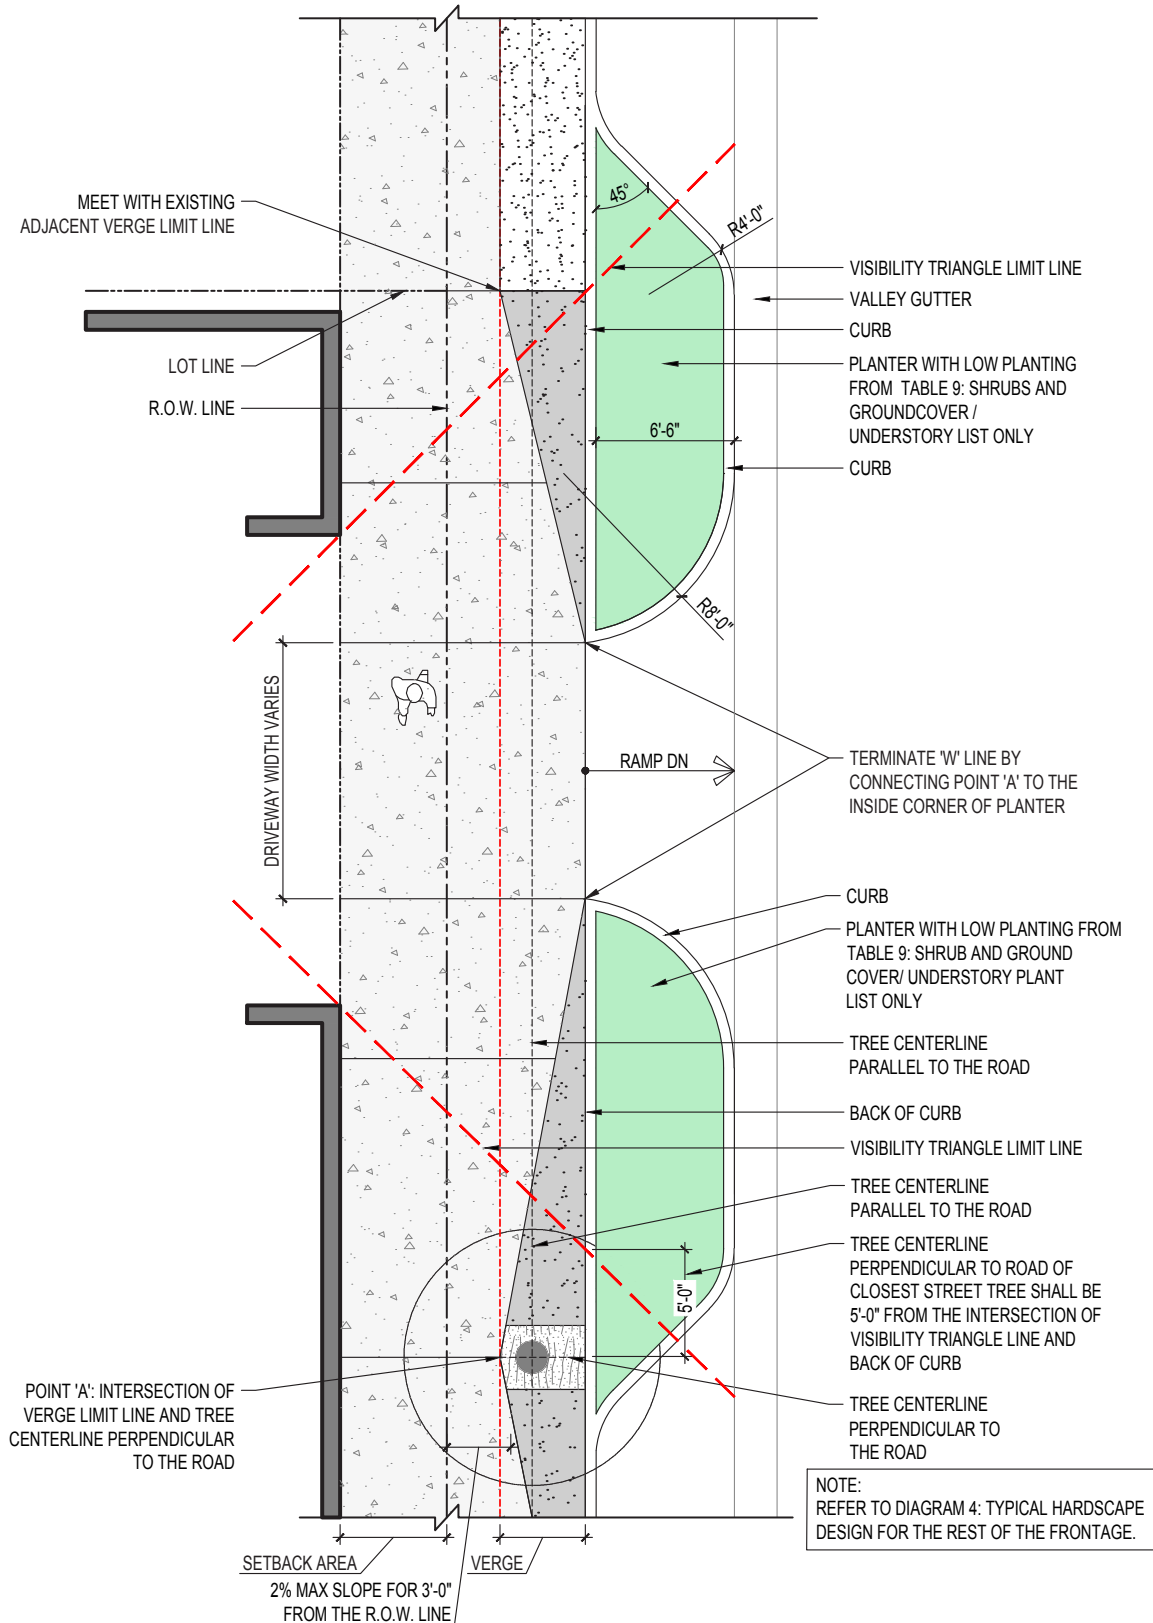 MEET WITH EXISTING
ADJACENT VERGE LIMIT LINE
LOT LINE
R.O.W. LINE
45°
R4'-0"
VISIBILITY TRIANGLE LIMIT LINE
VALLEY GUTTER
CURB
PLANTER WITH LOW PLANTING
FROM TABLE 9: SHRUBS AND
GROUNDCOVER /
UNDERSTORY LIST ONLY
6'-6"
CURB
R8'-0"
DRIVEWAY WIDTH VARIES
RAMP DN
TERMINATE 'W' LINE BY
CONNECTING POINT 'A' TO THE
INSIDE CORNER OF PLANTER
CURB
PLANTER WITH LOW PLANTING FROM
TABLE 9: SHRUB AND GROUND
COVER/ UNDERSTORY PLANT
LIST ONLY
TREE CENTERLINE
PARALLEL TO THE ROAD
BACK OF CURB
VISIBILITY TRIANGLE LIMIT LINE
TREE CENTERLINE
PARALLEL TO THE ROAD
TREE CENTERLINE
PERPENDICULAR TO ROAD OF
CLOSEST STREET TREE SHALL BE
5'-0" FROM THE INTERSECTION OF
VISIBILITY TRIANGLE LINE AND
BACK OF CURB
5'-0"
TREE CENTERLINE
PERPENDICULAR TO
THE ROAD
POINT 'A': INTERSECTION OF
VERGE LIMIT LINE AND TREE
CENTERLINE PERPENDICULAR
TO THE ROAD
NOTE:
REFER TO DIAGRAM 4: TYPICAL HARDSCAPE
DESIGN FOR THE REST OF THE FRONTAGE.
SETBACK AREA
VERGE
2% MAX SLOPE FOR 3'-0"
FROM THE R.O.W. LINE